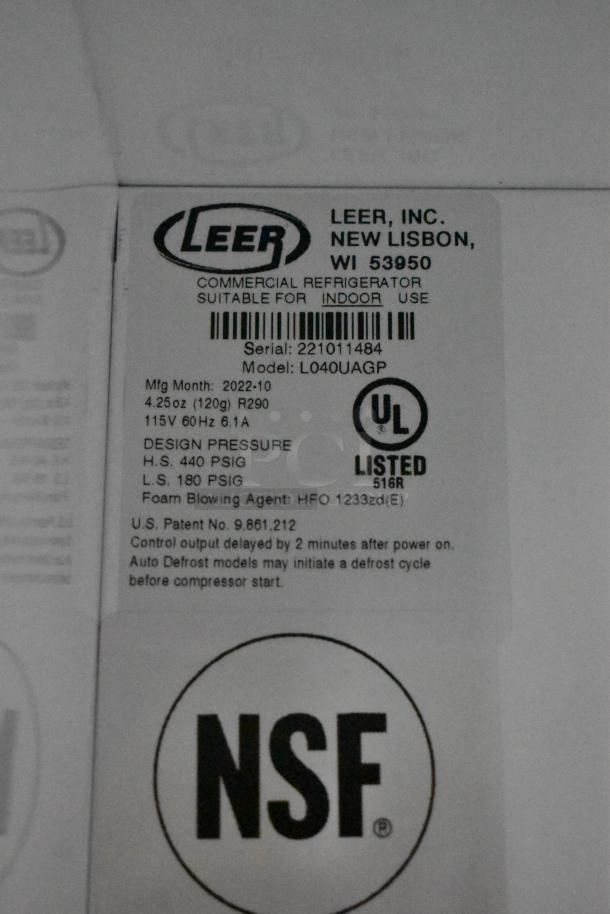 LEER
LEER, INC.
NEW LISBON,
WI 53950
COMMERCIAL REFRIGERATOR
SUITABLE FOR INDOOR USE
Serial: 221011484
Model: L040UAGP
Mfg Month: 2022-10
4.25oz (120g) R290
115V 60Hz 6.1A
UL
®
LISTED
516R
DESIGN PRESSURE
H.S. 440 PSIG
L.S. 180 PSIG
Foam Blowing Agent: HFO 1233zd(E)
U.S. Patent No. 9,861,212
Control output delayed by 2 minutes after power on.
Auto Defrost models may initiate a defrost cycle
before compressor start.
NSF®